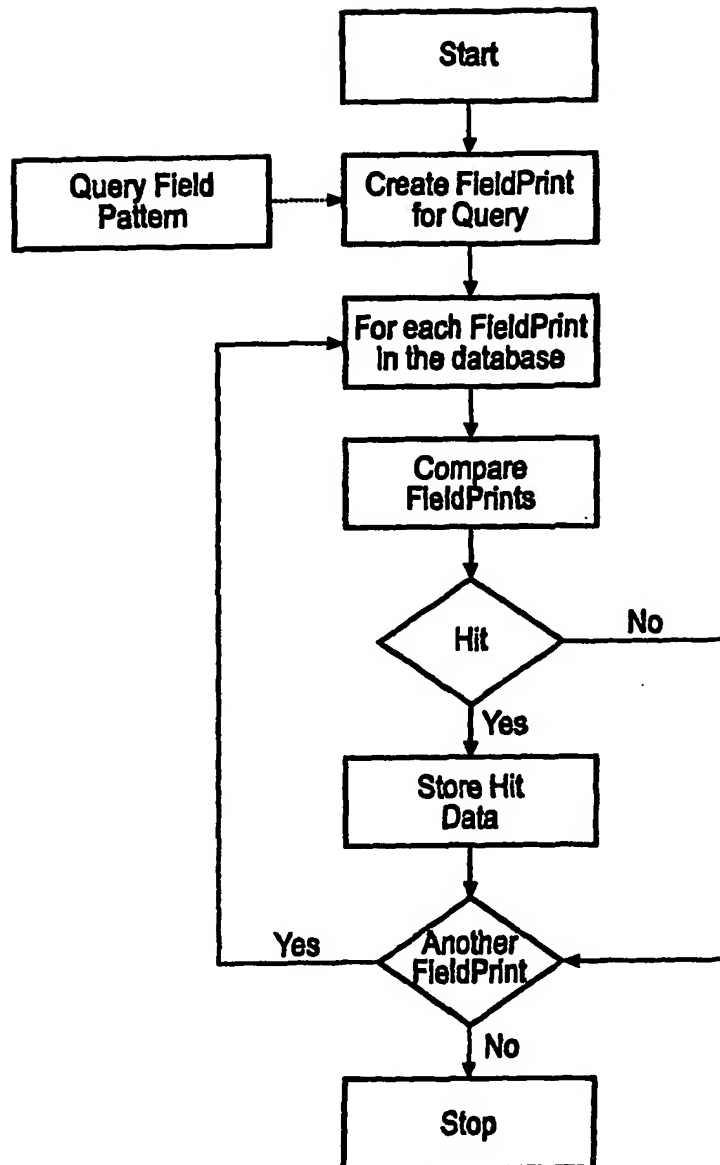 Start
Query Field
Pattern
Create FieldPrint
for Query
For each FieldPrint
in the database
Compare
FieldPrints
Hit
No
Yes
Store Hit
Data
Yes
Another
FieldPrint
No
Stop